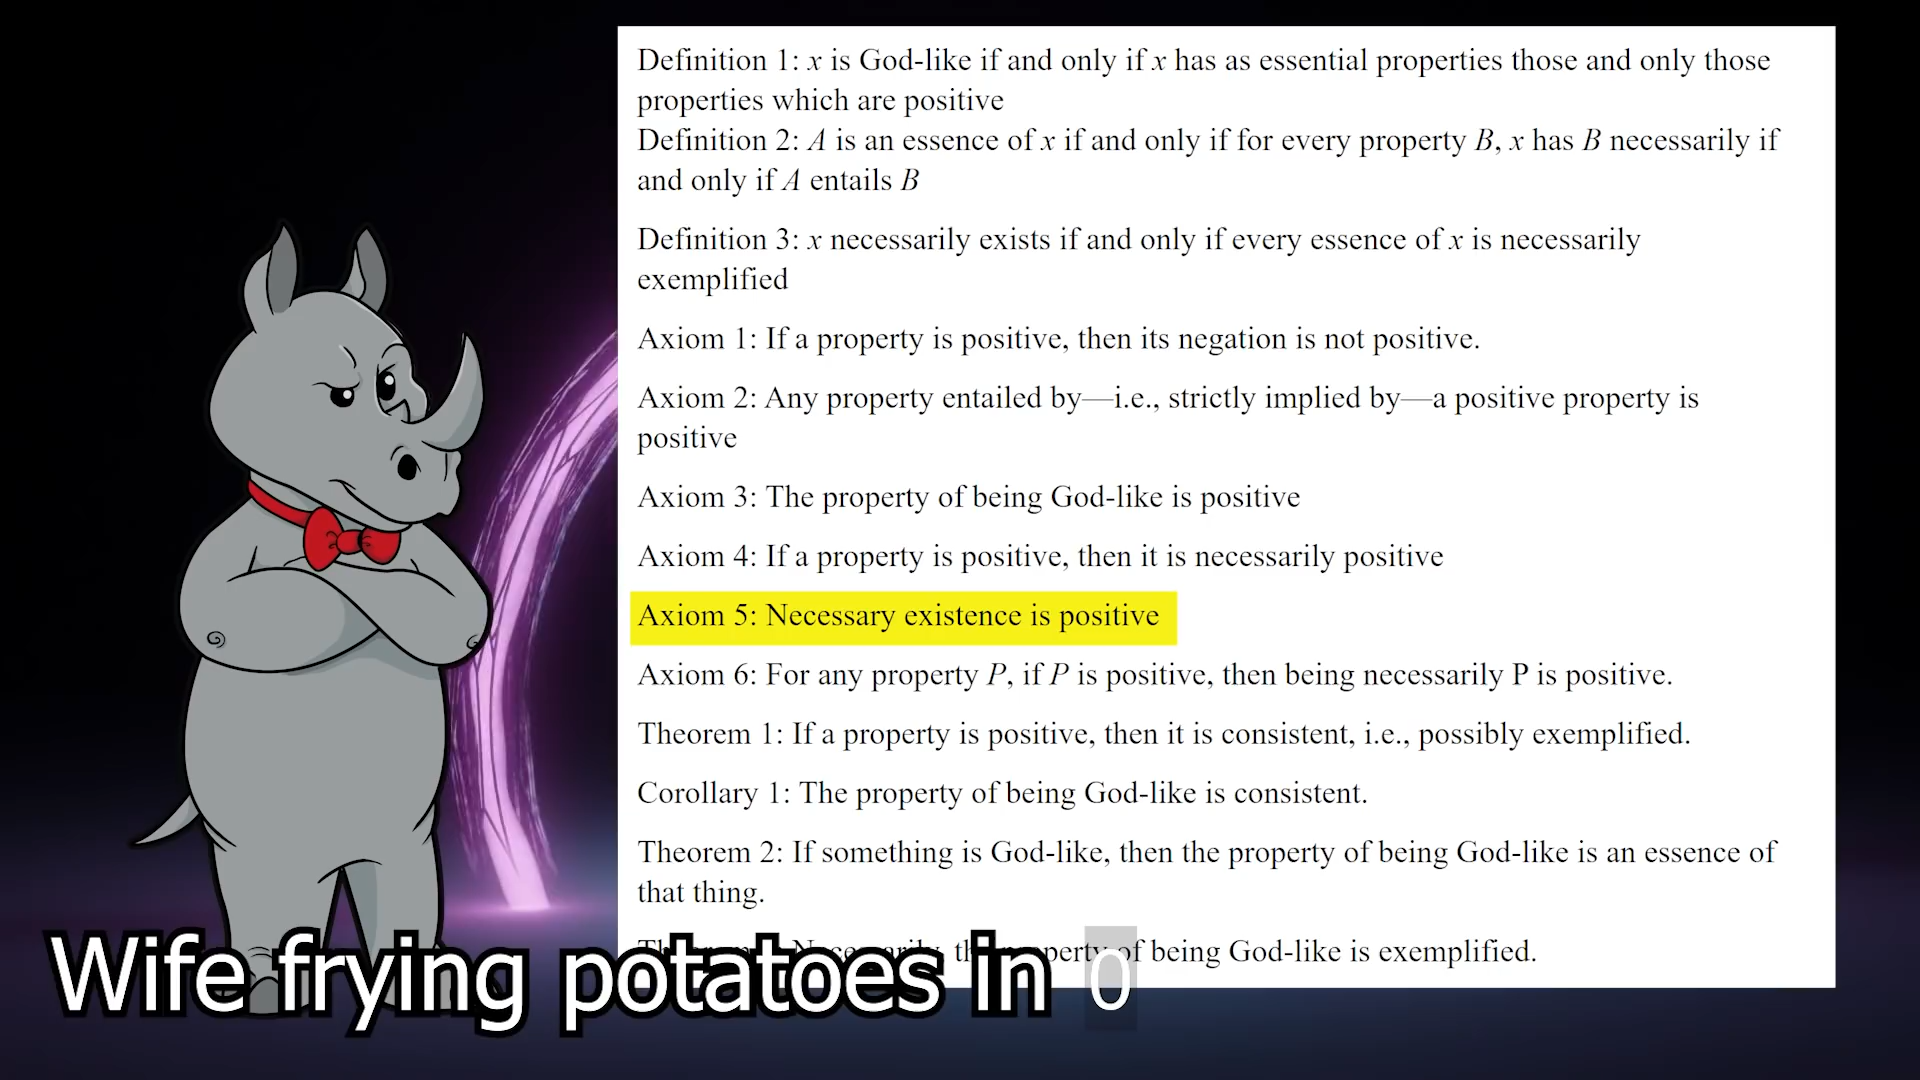 Definition 1: x is God-like if and only if x has as essential properties those and only those
properties which are positive
Definition 2: A is an essence of x if and only if for every property B, x has B necessarily if
and only if A entails B
Definition 3: x necessarily exists if and only if every essence of x is necessarily
exemplified
Axiom 1: If a property is positive, then its negation is not positive.
Axiom 2: Any property entailed by—i.e., strictly implied by—a positive property is
positive
Axiom 3: The property of being God-like is positive
Axiom 4: If a property is positive, then it is necessarily positive
Axiom 5: Necessary existence is positive
Axiom 6: For any property P, if P is positive, then being necessarily P is positive.
Theorem 1: If a property is positive, then it is consistent, i.e., possibly exemplified.
Corollary 1: The property of being God-like is consistent.
Theorem 2: If something is God-like, then the property of being God-like is an essence of
that thing.
Necessarily, the property of being God-like is exemplified.
Wife frying potatoes in o